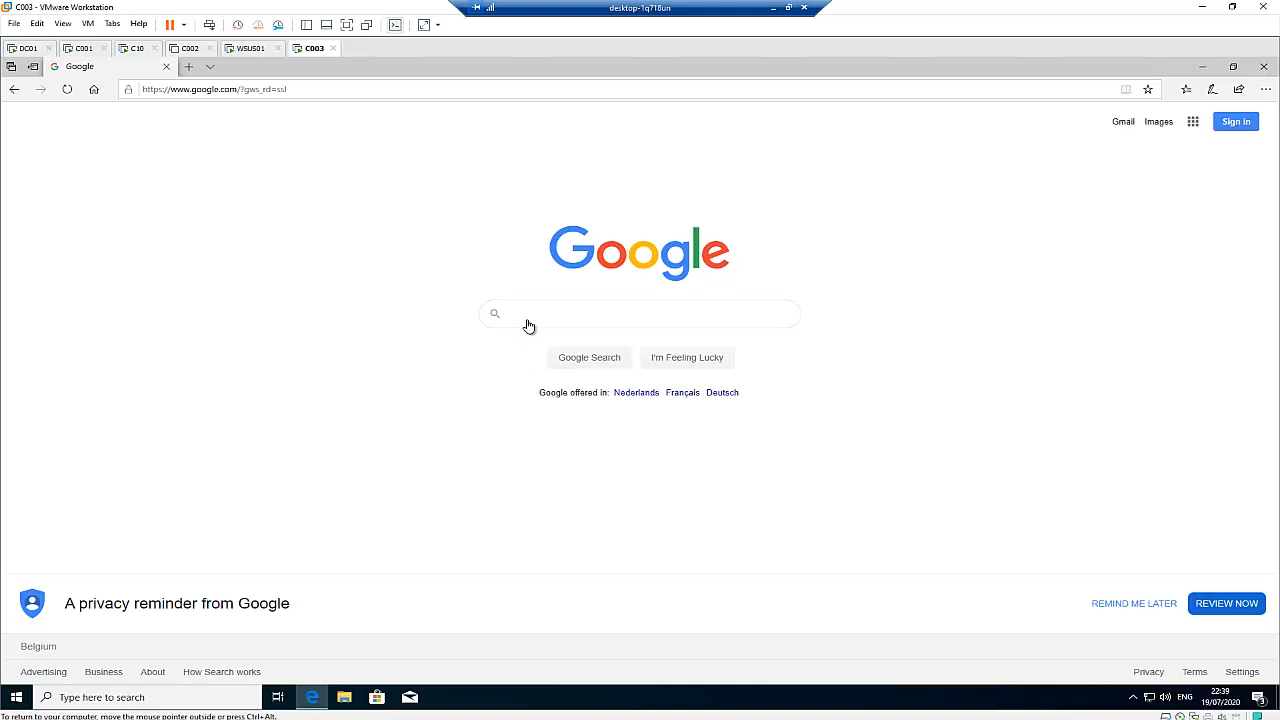 C003 - VMware Workstation
desktop-1q718un
File Edit View VM Tabs Help
DC01 C001 C10 C002 WSUS01 C003
Google
https://www.google.com/?gws_rd=ssl
Gmail Images Sign in
Google
Google Search I'm Feeling Lucky
Google offered in: Nederlands Français Deutsch
A privacy reminder from Google REMIND ME LATER REVIEW NOW
Belgium
Advertising Business About How Search works Privacy Terms Settings
Type here to search ENG 22:39
19/07/2020 3
To return to your computer, move the mouse pointer outside or press Ctrl+Alt.